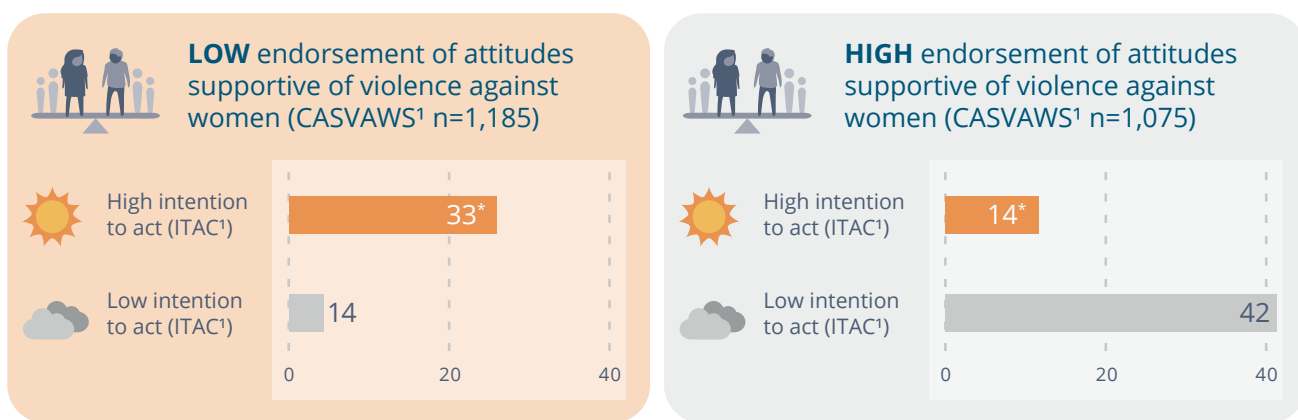 LOW endorsement of attitudes
supportive of violence against
women (CASVAWS¹ n=1,185)
High intention
to act (ITAC¹)
33*
Low intention
to act (ITAC¹)
14
0 20 40
HIGH endorsement of attitudes
supportive of violence against
women (CASVAWS¹ n=1,075)
High intention
to act (ITAC¹)
14*
Low intention
to act (ITAC¹)
42
0 20 40